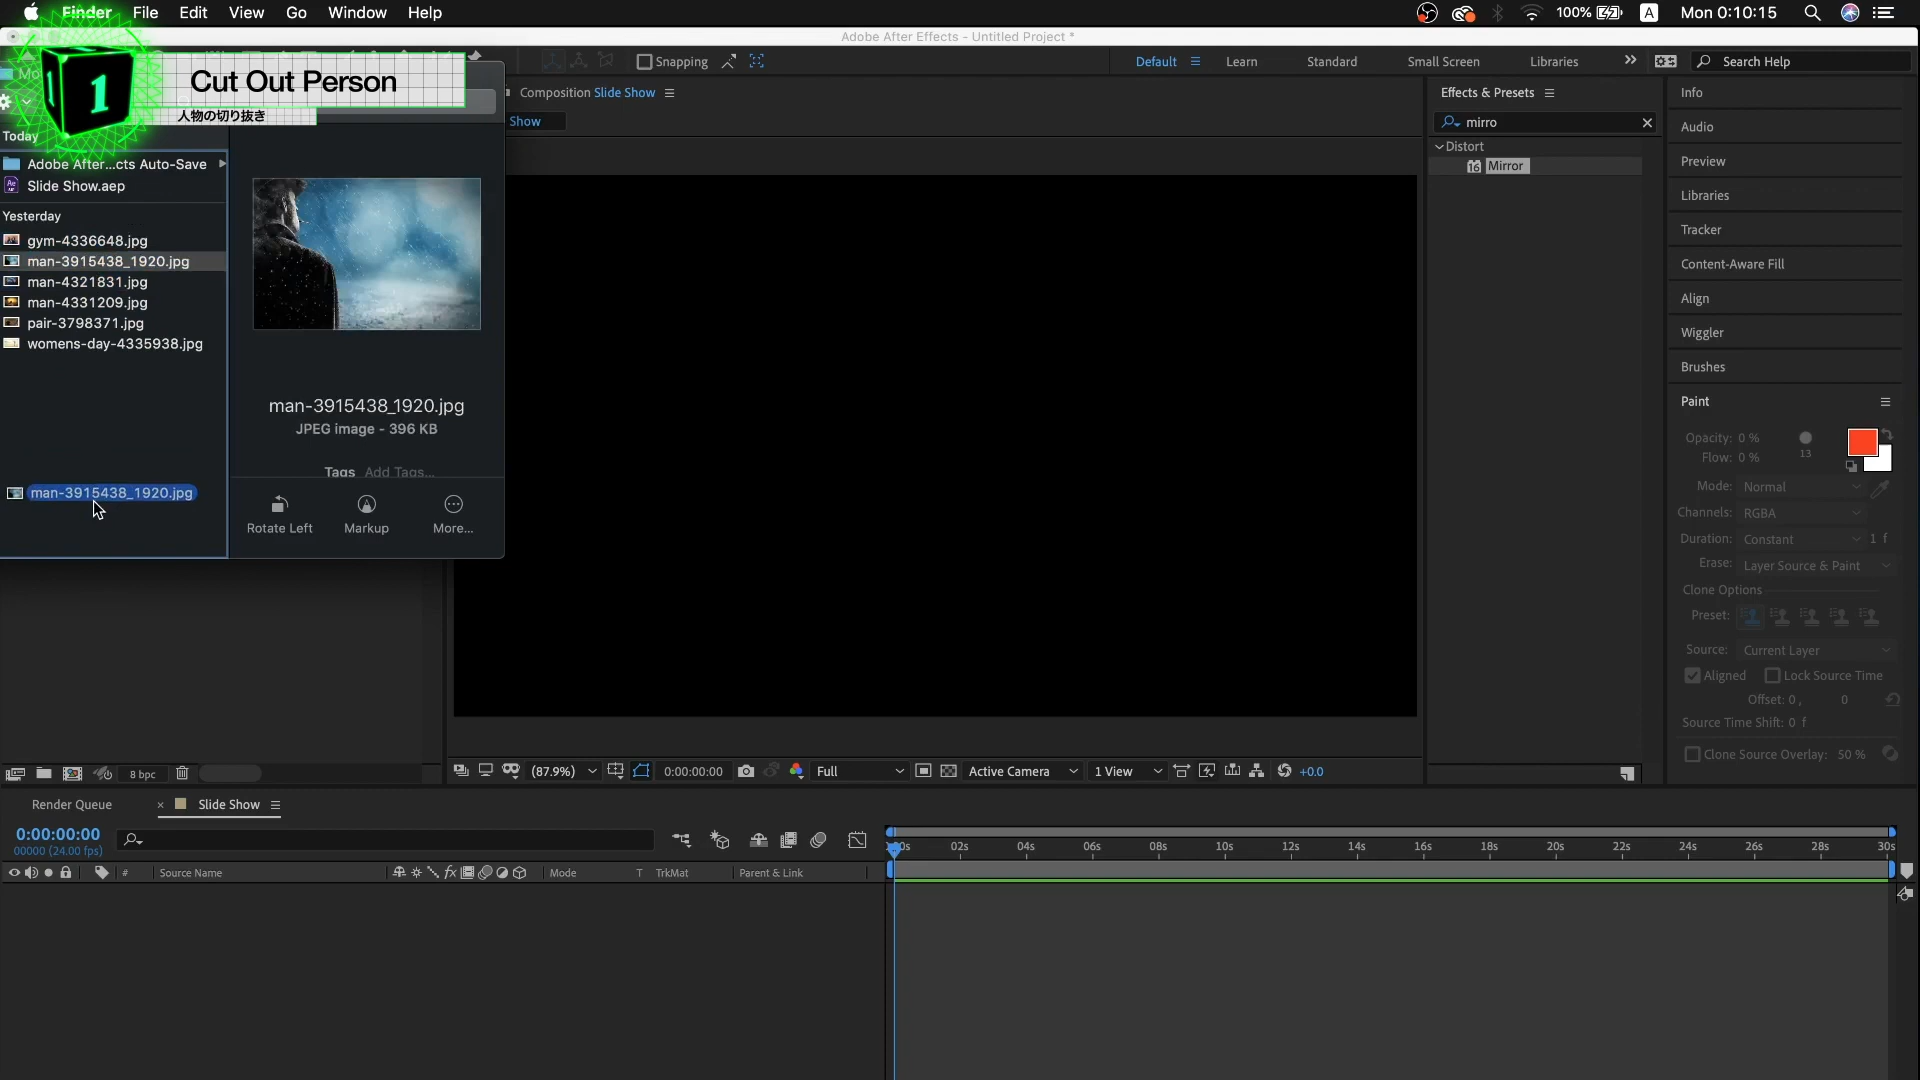 Finder File Edit View Go Window Help
100% A Mon 0:10:15
Adobe After Effects - Untitled Project *
1
Cut Out Person
人物の切り抜き
Snapping
Default Learn Standard Small Screen Libraries
Search Help
Today
Adobe After...cts Auto-Save
Slide Show.aep
Yesterday
gym-4336648.jpg
man-3915438_1920.jpg
man-4321831.jpg
man-4331209.jpg
pair-3798371.jpg
womens-day-4335938.jpg
man-3915438_1920.jpg
man-3915438_1920.jpg
JPEG image - 396 KB
Tags Add Tags...
Rotate Left Markup More...
Composition Slide Show
Show
Effects & Presets
mirro
Distort
16 Mirror
Info
Audio
Preview
Libraries
Tracker
Content-Aware Fill
Align
Wiggler
Brushes
Paint
Opacity: 0 %
Flow: 0 %
13
Mode: Normal
Channels: RGBA
Duration: Constant 1 f
Erase: Layer Source & Paint
Clone Options
Preset:
Source: Current Layer
Aligned Lock Source Time
Offset: 0 , 0
Source Time Shift: 0 f
Clone Source Overlay: 50 %
8 bpc
(87.9%) 0:00:00:00 Full Active Camera 1 View +0.0
Render Queue × Slide Show
0:00:00:00
00000 (24.00 fps)
02s 04s 06s 08s 10s 12s 14s 16s 18s 20s 22s 24s 26s 28s 30s
# Source Name fx Mode T TrkMat Parent & Link